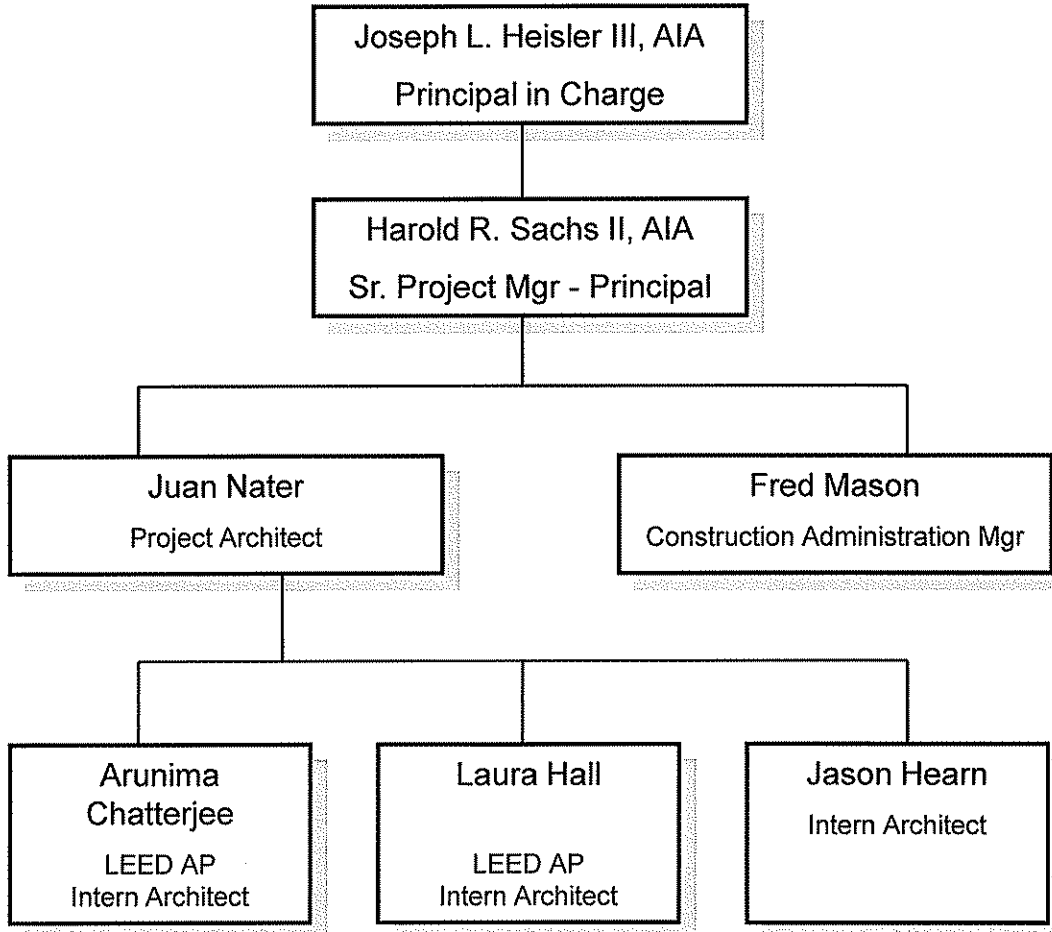 Joseph L. Heisler III, AIA
Principal in Charge
Harold R. Sachs II, AIA
Sr. Project Mgr - Principal
Juan Nater
Project Architect
Fred Mason
Construction Administration Mgr
Arunima
Chatterjee
LEED AP
Intern Architect
Laura Hall
LEED AP
Intern Architect
Jason Hearn
Intern Architect